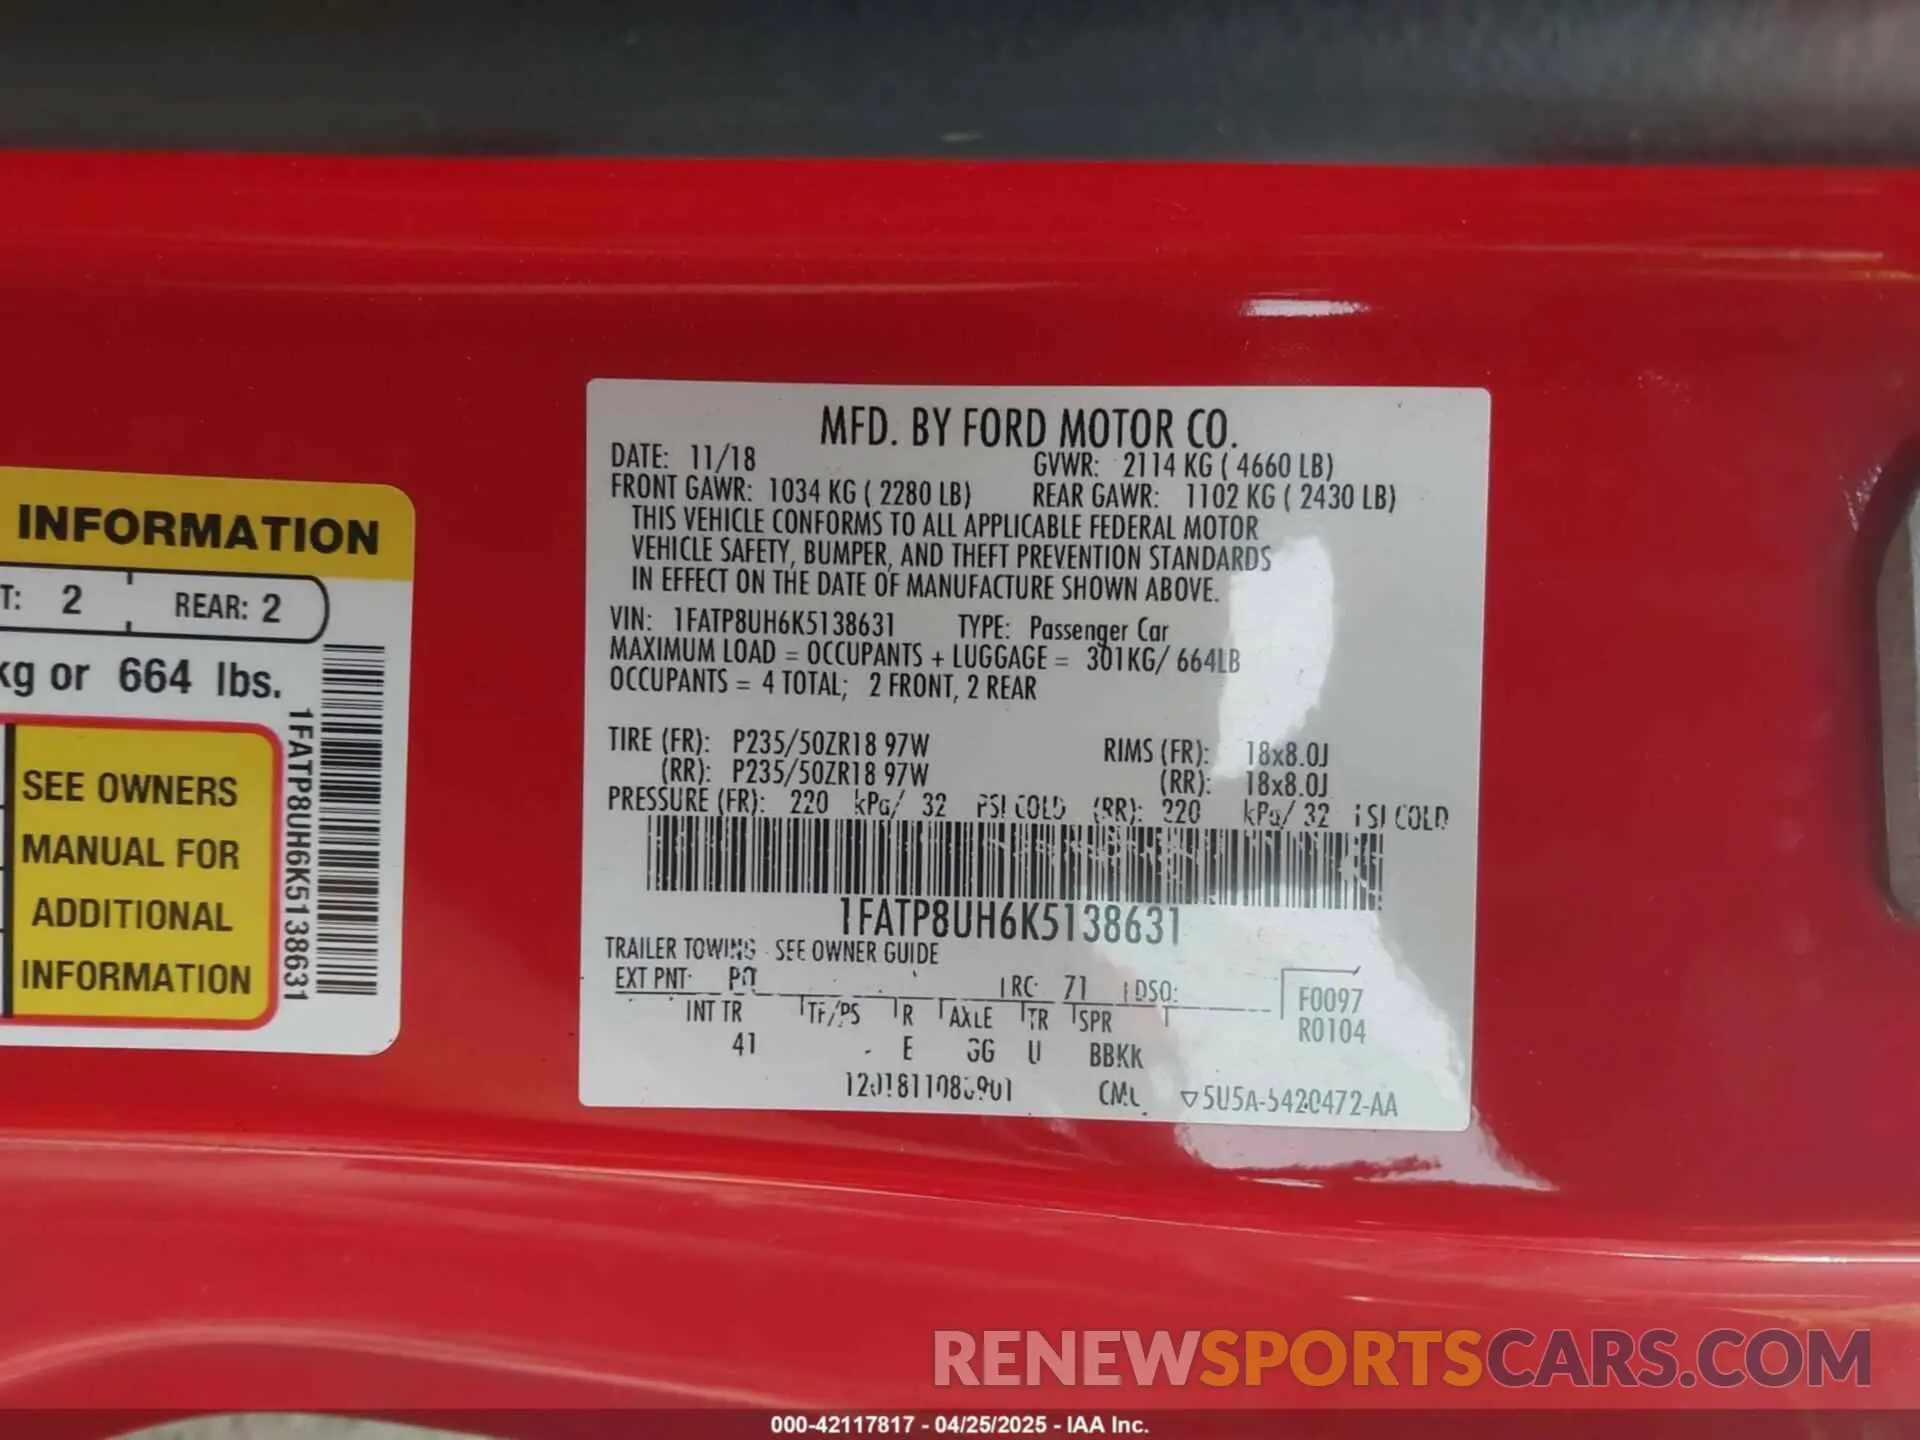 INFORMATION
T: 2 REAR: 2
kg or 664 lbs.
SEE OWNERS
MANUAL FOR
ADDITIONAL
INFORMATION
1FATP8UH6K5138631
MFD. BY FORD MOTOR CO.
DATE: 11/18 GVWR: 2114 KG ( 4660 LB)
FRONT GAWR: 1034 KG ( 2280 LB) REAR GAWR: 1102 KG ( 2430 LB)
THIS VEHICLE CONFORMS TO ALL APPLICABLE FEDERAL MOTOR
VEHICLE SAFETY, BUMPER, AND THEFT PREVENTION STANDARDS
IN EFFECT ON THE DATE OF MANUFACTURE SHOWN ABOVE.
VIN: 1FATP8UH6K5138631 TYPE: Passenger Car
MAXIMUM LOAD = OCCUPANTS + LUGGAGE = 301KG/ 664LB
OCCUPANTS = 4 TOTAL; 2 FRONT, 2 REAR
TIRE (FR): P235/50ZR18 97W RIMS (FR): 18x8.0J
(RR): P235/50ZR18 97W (RR): 18x8.0J
PRESSURE (FR): 220 kPa/ 32 PSI COLD (RR): 220 kPa/ 32 PSI COLD
1FATP8UH6K5138631
TRAILER TOWING - SEE OWNER GUIDE
EXT PNT: RC: 71 DSO: F0097
INT TR TP/PS R AXLE TR SPR R0104
41 - E U BBKK
5U5A-5420472-AA
RENEWSPORTSCARS.COM
000-42117817 - 04/25/2025 - IAA Inc.